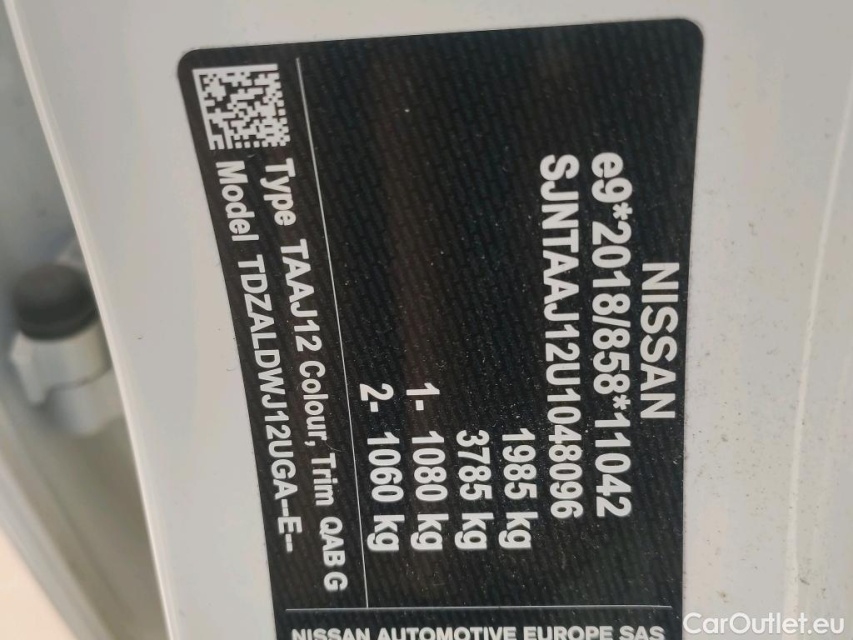 NISSAN
e9*2018/858*11042
SJNTAAJ12U1048096
1985 kg
3785 kg
1- 1080 kg
2- 1060 kg
Type TAAJ12 Colour, Trim QAB G
Model TDZALDWJ12UGA--E--
NISSAN AUTOMOTIVE EUROPE SAS
CarOutlet.eu